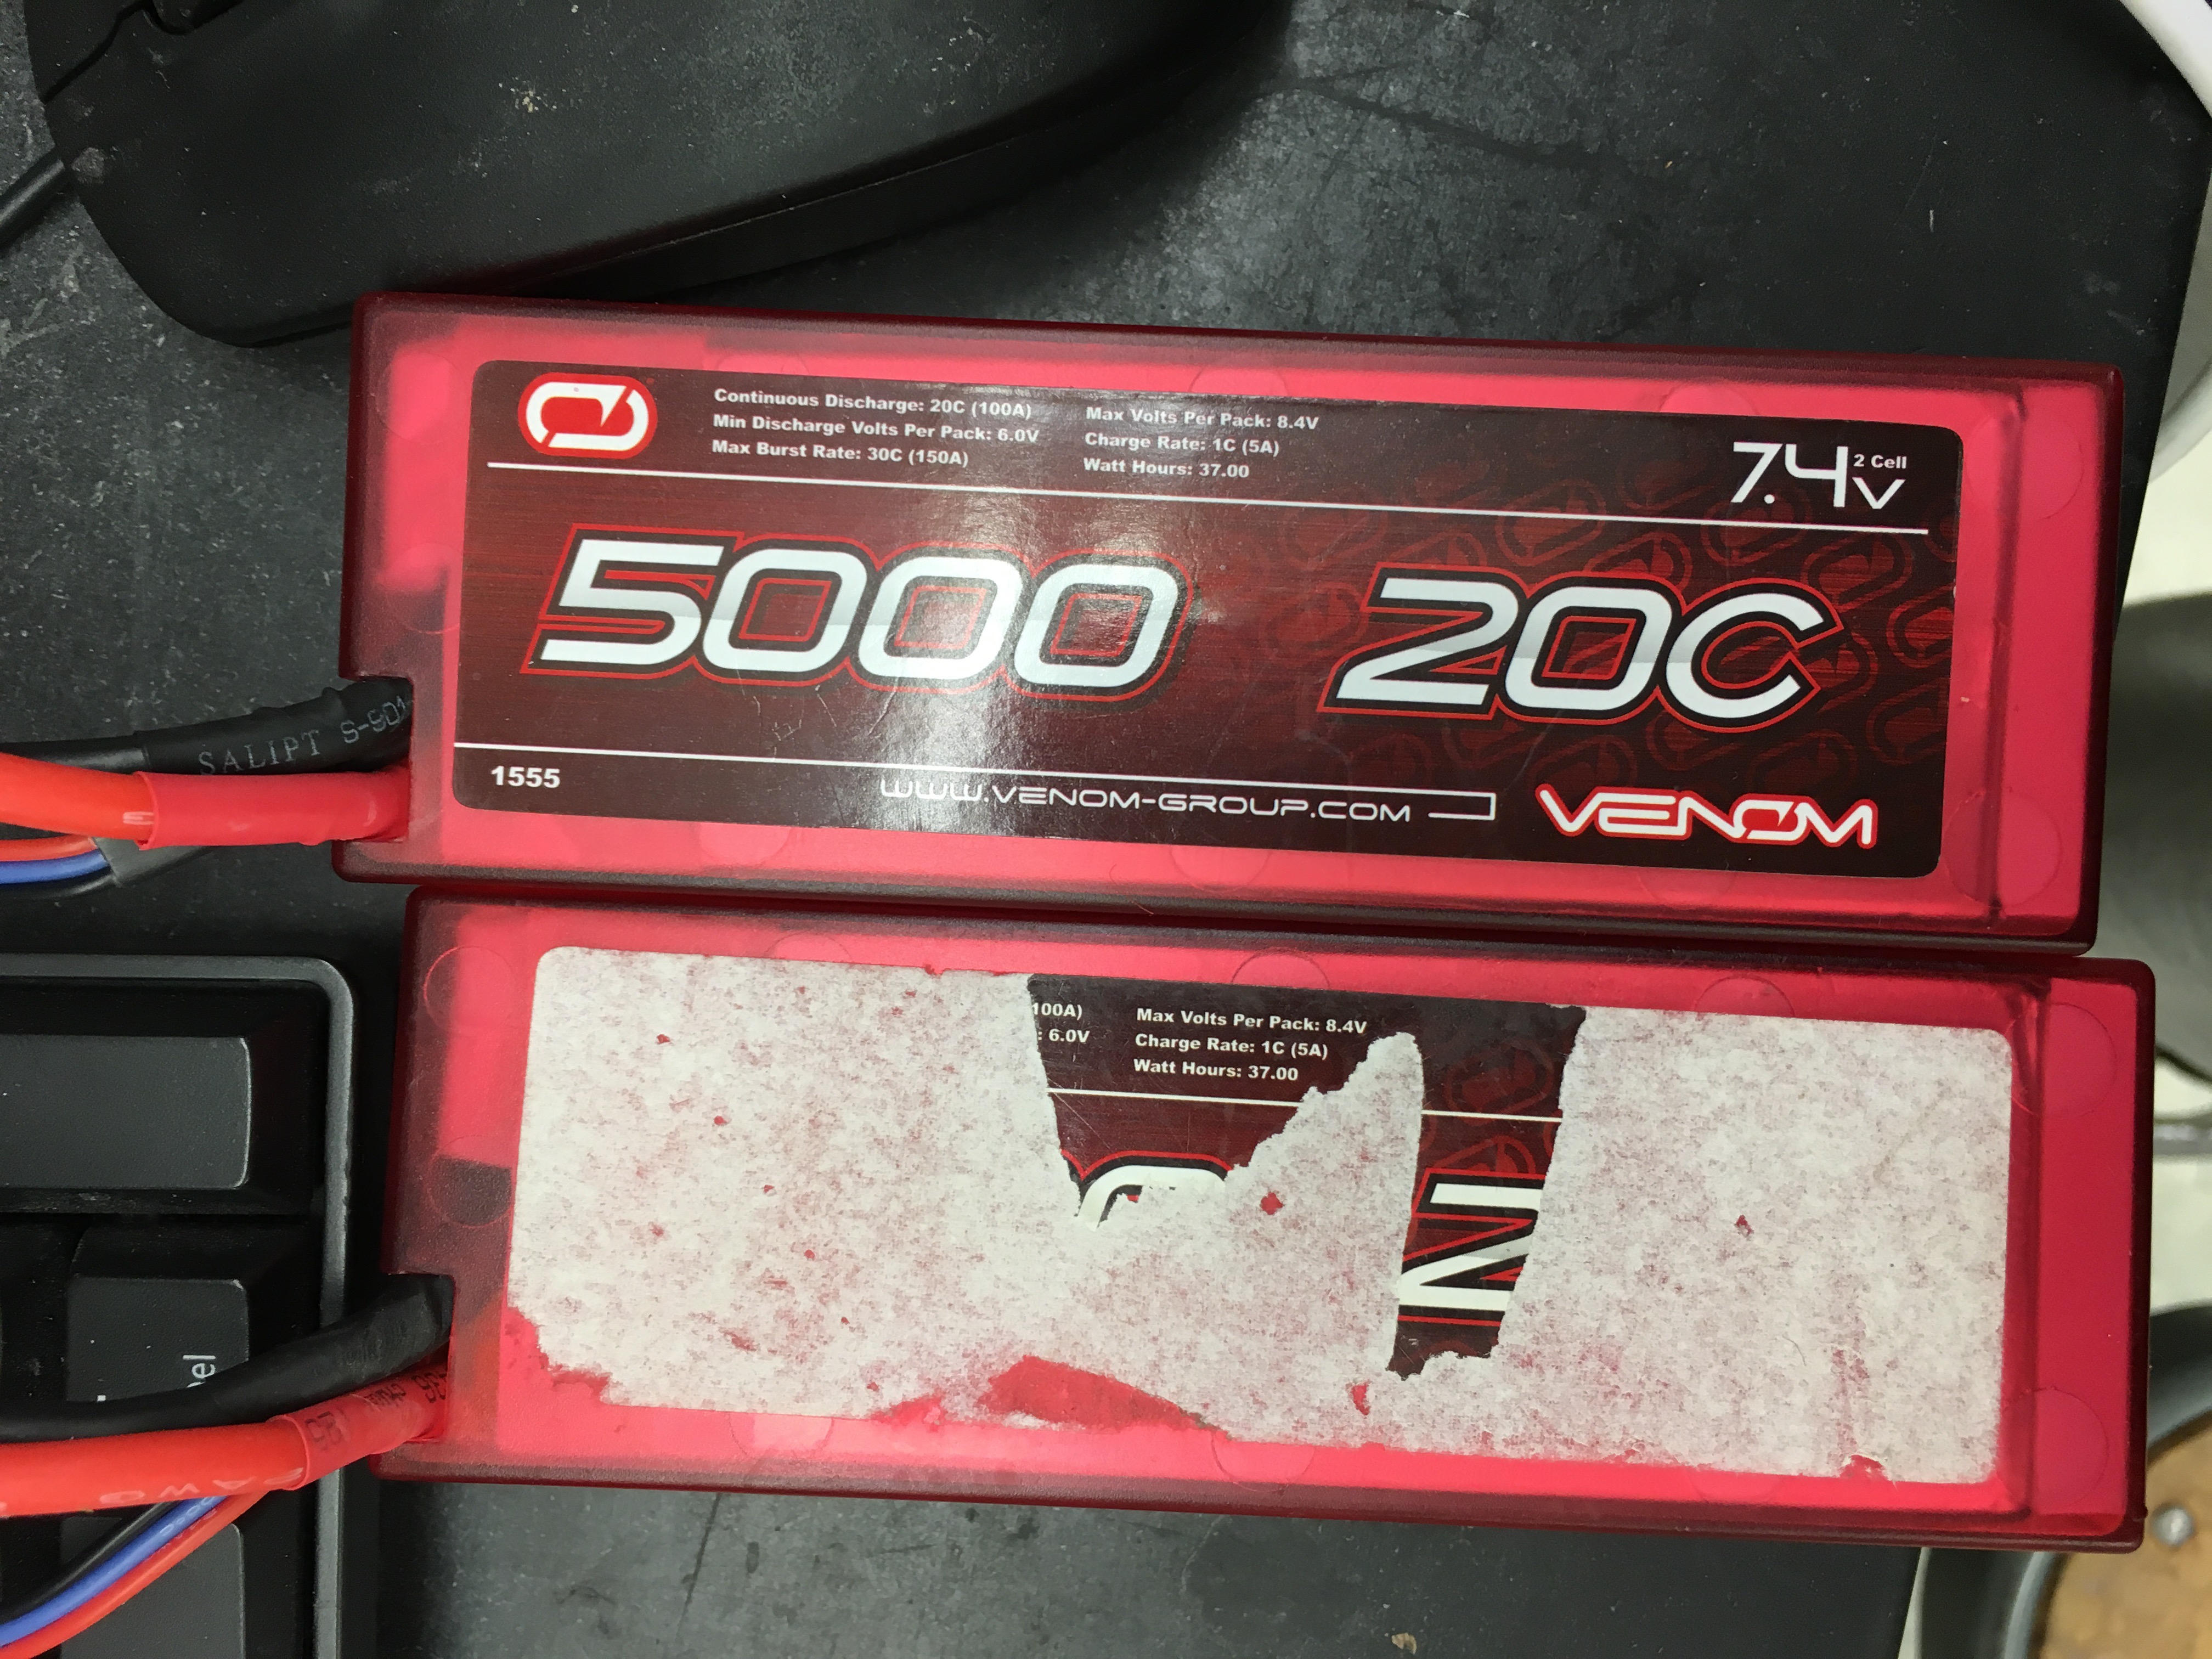 Continuous Discharge: 20C (100A)
Min Discharge Volts Per Pack: 6.0V
Max Burst Rate: 30C (150A)
Max Volts Per Pack: 8.4V
Charge Rate: 1C (5A)
Watt Hours: 37.00
7.4V 2 Cell
5000 20C
1555
WWW.VENOM-GROUP.COM
VENOM
SALIPT S-901
100A)
: 6.0V
Max Volts Per Pack: 8.4V
Charge Rate: 1C (5A)
Watt Hours: 37.00
AWG